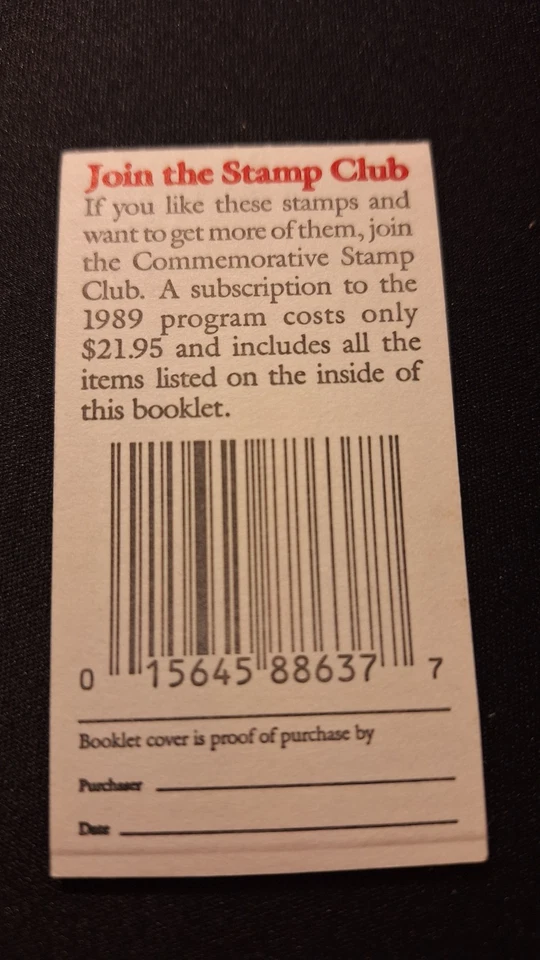 Join the Stamp Club
If you like these stamps and
want to get more of them, join
the Commemorative Stamp
Club. A subscription to the
1989 program costs only
$21.95 and includes all the
items listed on the inside of
this booklet.
0 15645 88637 7
Booklet cover is proof of purchase by
Purchaser
Date